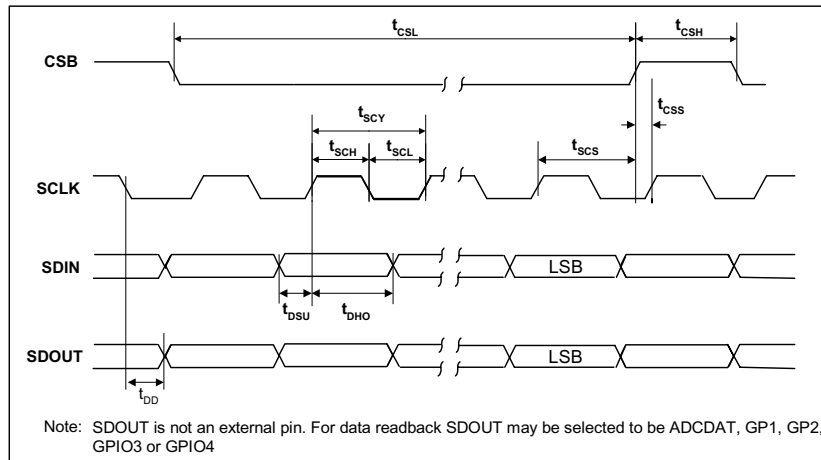 tCSL
tCSH
CSB
tCSS
tSCY
tSCH
tSCL
tSCS
SCLK
SDIN
LSB
tDSU
tDHO
SDOUT
LSB
tDD
Note: SDOUT is not an external pin. For data readback SDOUT may be selected to be ADCDAT, GP1, GP2,
GPIO3 or GPIO4